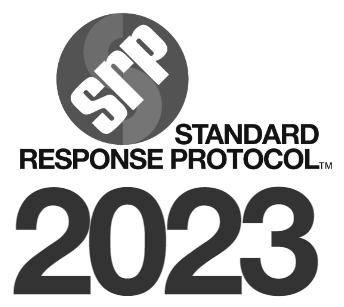 srp
STANDARD
RESPONSE PROTOCOL™
2023